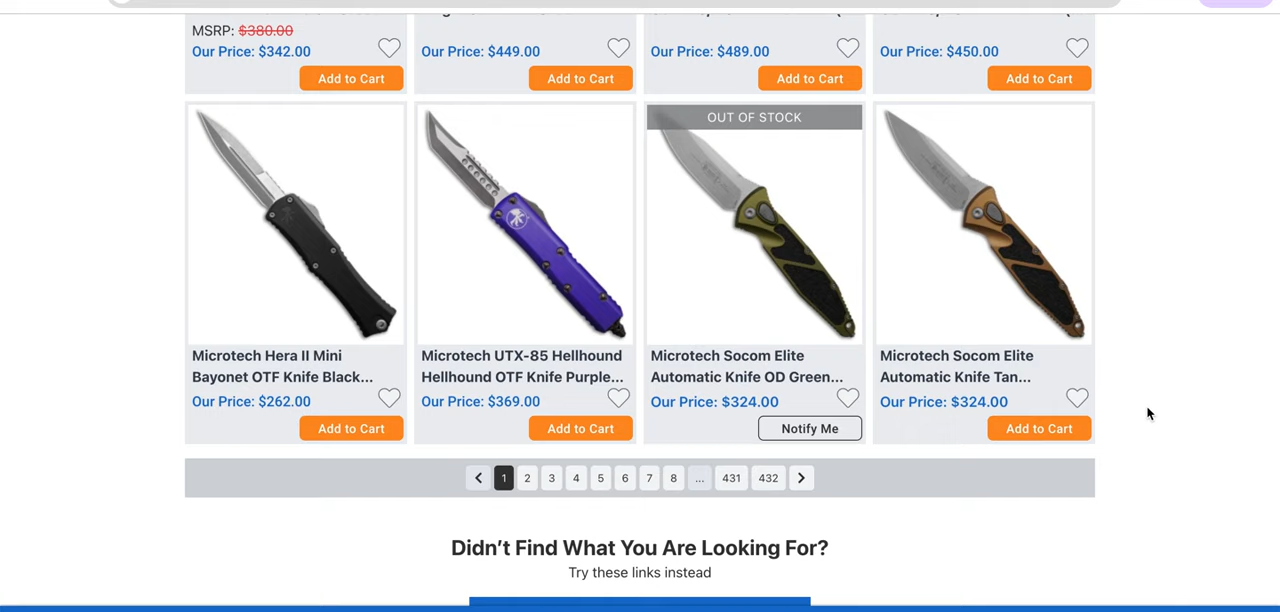 MSRP: $380.00
Our Price: $342.00
Our Price: $449.00
Our Price: $489.00
Our Price: $450.00
Add to Cart
Add to Cart
Add to Cart
Add to Cart
OUT OF STOCK
Microtech Hera II Mini
Bayonet OTF Knife Black...
Our Price: $262.00
Add to Cart
Microtech UTX-85 Hellhound
Hellhound OTF Knife Purple...
Our Price: $369.00
Add to Cart
Microtech Socom Elite
Automatic Knife OD Green...
Our Price: $324.00
Notify Me
Microtech Socom Elite
Automatic Knife Tan...
Our Price: $324.00
Add to Cart
1 2 3 4 5 6 7 8 ... 431 432
Didn’t Find What You Are Looking For?
Try these links instead